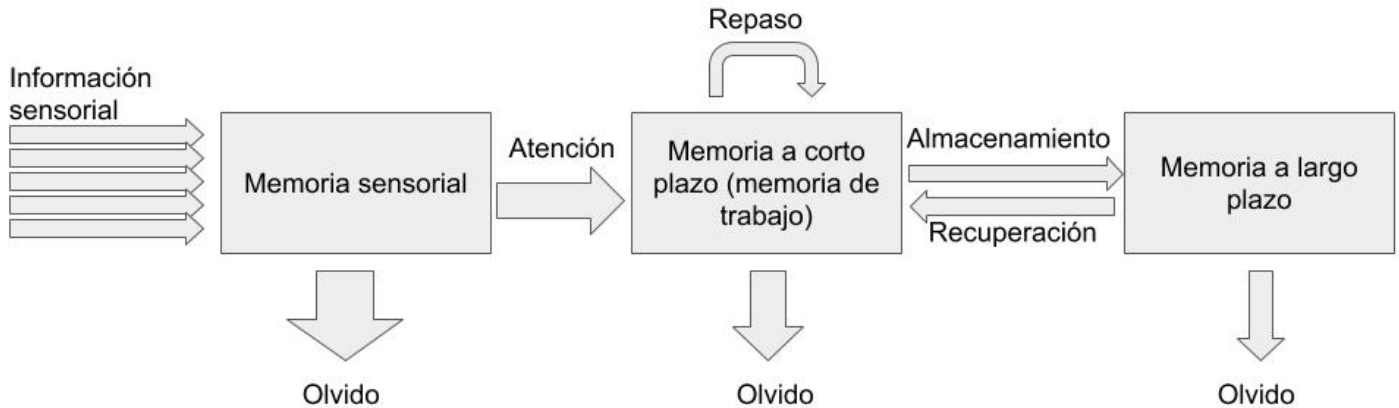 Repaso
Información
sensorial
Memoria sensorial
Atención
Memoria a corto
plazo (memoria de
trabajo)
Almacenamiento
Recuperación
Memoria a largo
plazo
Olvido
Olvido
Olvido